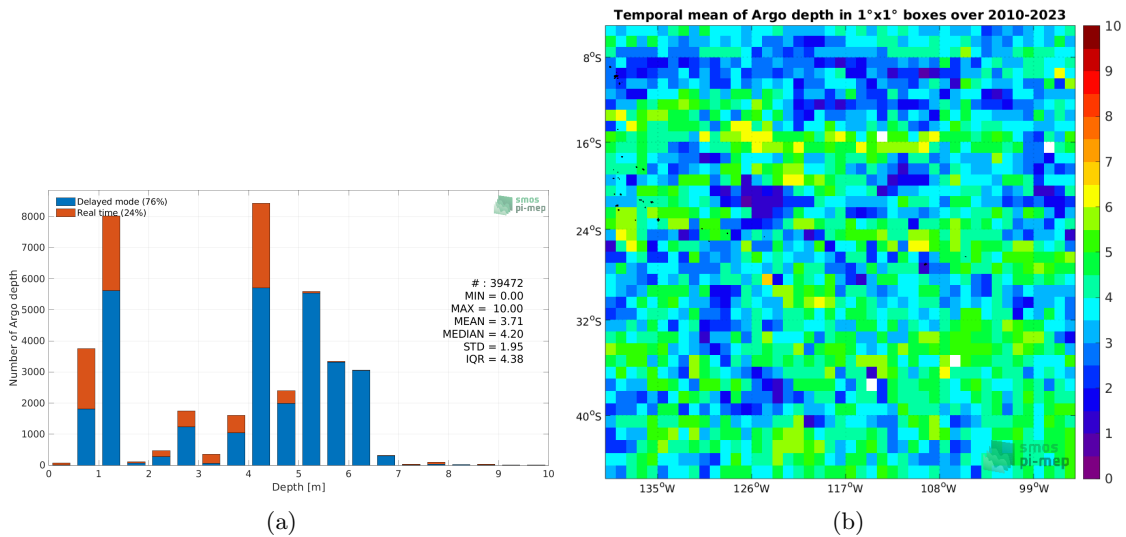 Temporal mean of Argo depth in 1°x1° boxes over 2010-2023
Delayed mode (76%)
Real time (24%)
smos
pi-mep
Number of Argo depth
8000
7000
6000
5000
4000
3000
2000
1000
0
# : 39472
MIN = 0.00
MAX = 10.00
MEAN = 3.71
MEDIAN = 4.20
STD = 1.95
IQR = 4.38
0 1 2 3 4 5 6 7 8 9 10
Depth [m]
(a)
8°S
16°S
24°S
32°S
40°S
135°W 126°W 117°W 108°W 99°W
smos
pi-mep
10
9
8
7
6
5
4
3
2
1
0
(b)